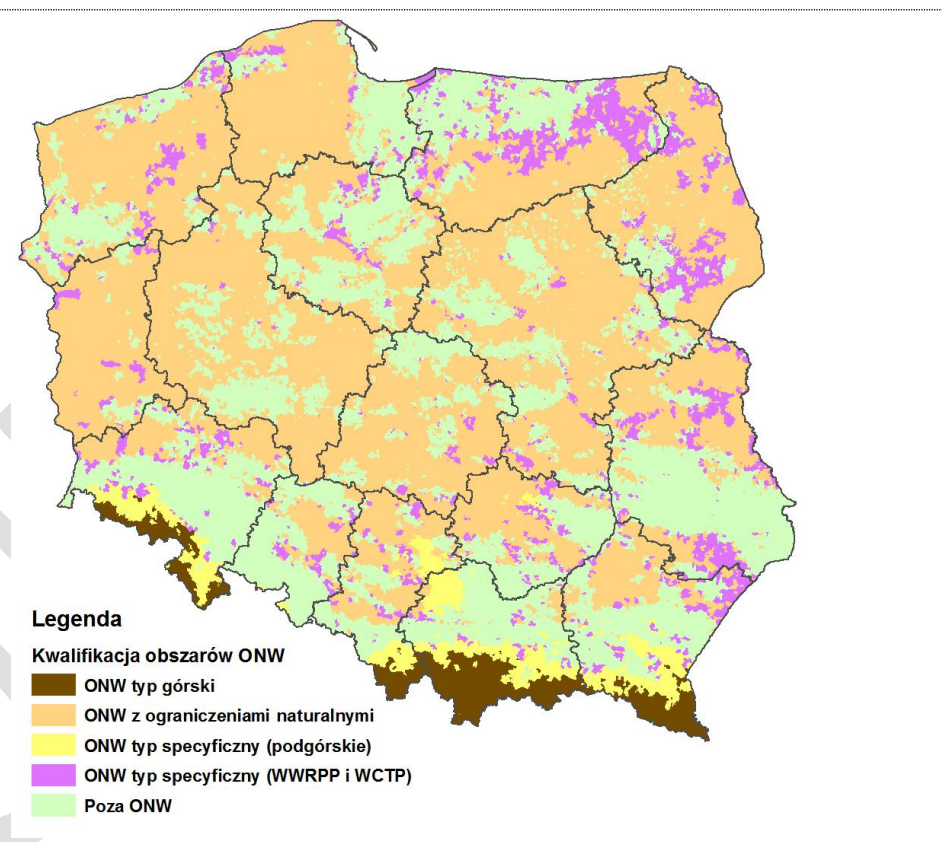 Legenda
Kwalifikacja obszarów ONW
ONW typ górski
ONW z ograniczeniami naturalnymi
ONW typ specyficzny (podgórskie)
ONW typ specyficzny (WWRPP i WCTP)
Poza ONW